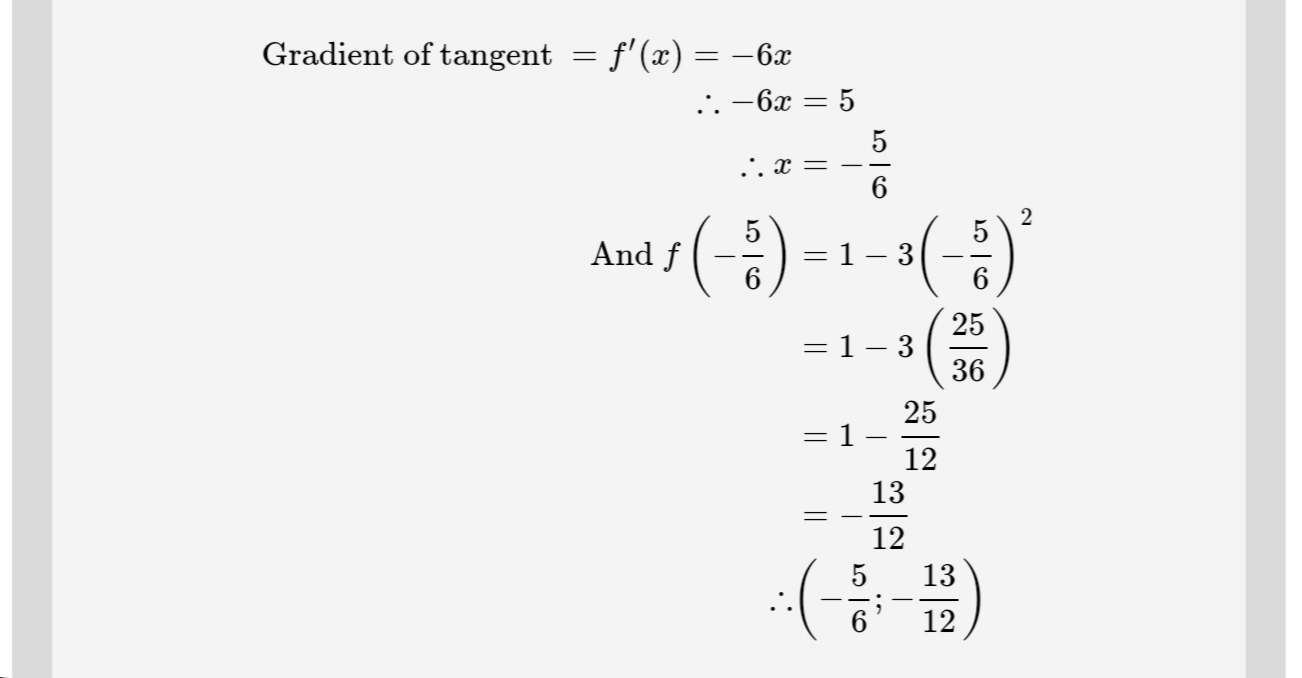 Gradient of tangent = f′(x) = −6x
∴ −6x = 5
∴ x = −5/6
And f(−5/6) = 1 − 3(−5/6)²
= 1 − 3(25/36)
= 1 − 25/12
= −13/12
∴(−5/6; −13/12)